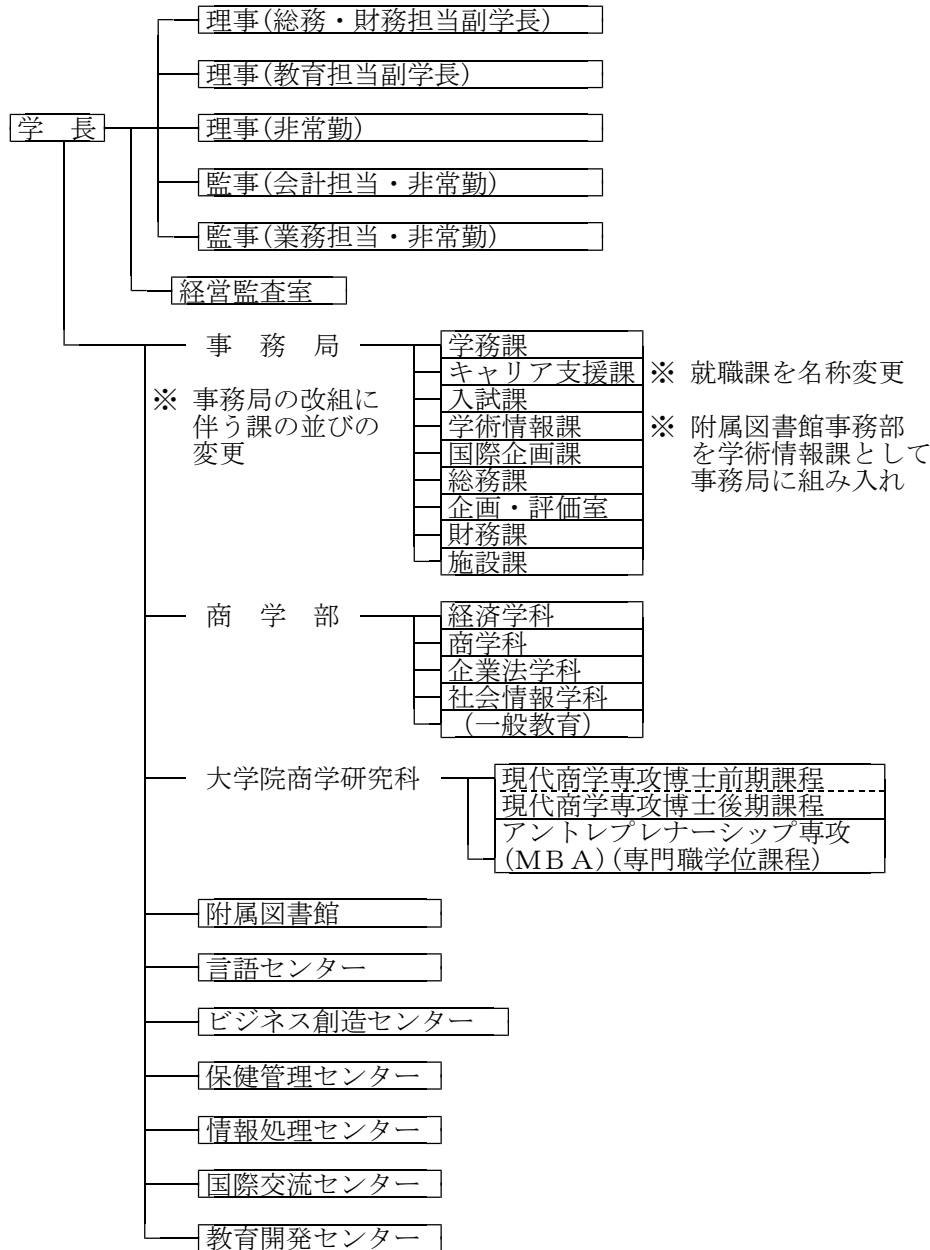 理事(総務・財務担当副学長)
理事(教育担当副学長)
学　長
理事(非常勤)
監事(会計担当・非常勤)
監事(業務担当・非常勤)
経営監査室
事　務　局
※ 事務局の改組に
伴う課の並びの
変更
学務課
キャリア支援課
※ 就職課を名称変更
入試課
学術情報課
※ 附属図書館事務部
を学術情報課として
事務局に組み入れ
国際企画課
総務課
企画・評価室
財務課
施設課
商　学　部
経済学科
商学科
企業法学科
社会情報学科
（一般教育）
大学院商学研究科
現代商学専攻博士前期課程
現代商学専攻博士後期課程
アントレプレナーシップ専攻
(ＭＢＡ)(専門職学位課程)
附属図書館
言語センター
ビジネス創造センター
保健管理センター
情報処理センター
国際交流センター
教育開発センター